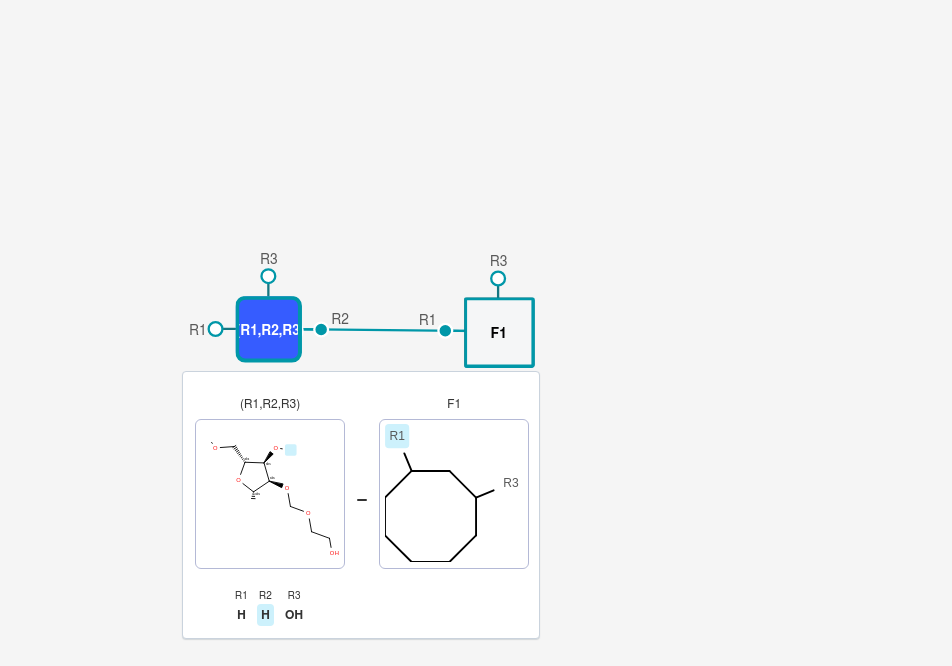 R3
R3
R1
R1,R2,R3
R2
R1
F1
(R1,R2,R3)
F1
R1
R3
O
O
O
O
O
OH
R1 R2 R3
H H OH